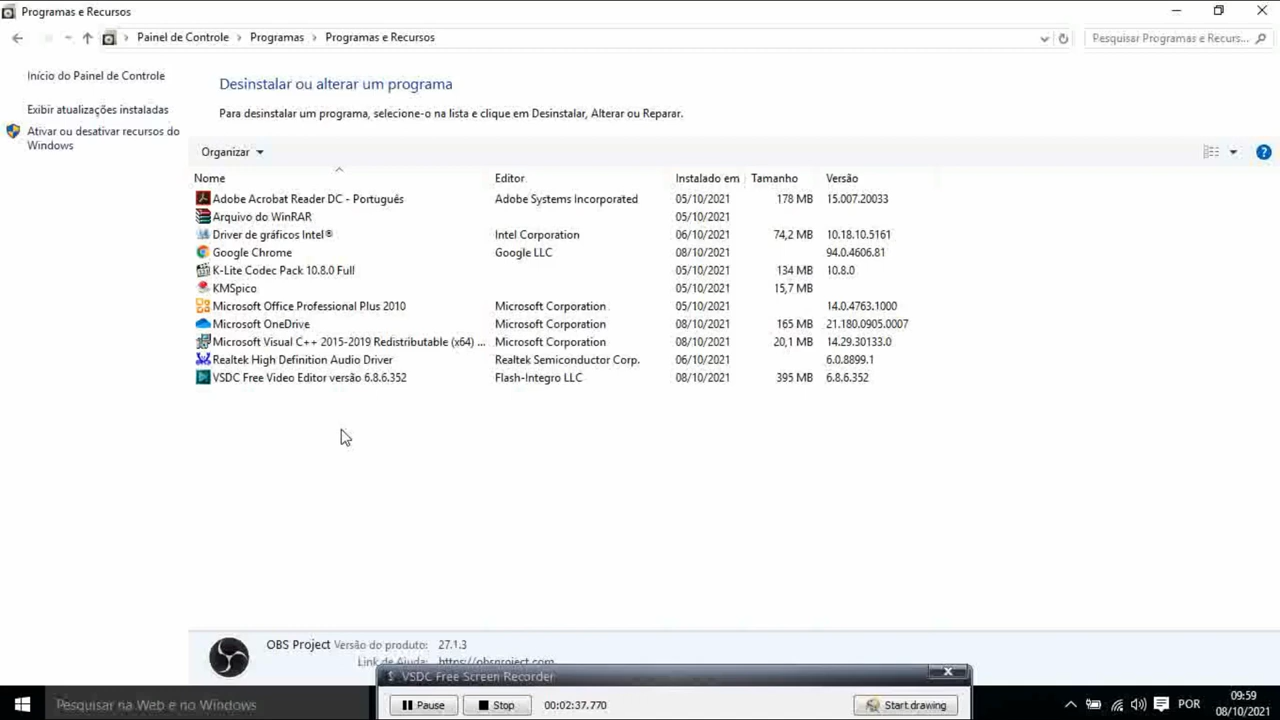 Programas e Recursos
Painel de Controle > Programas > Programas e Recursos
Pesquisar Programas e Recurs...
Início do Painel de Controle
Exibir atualizações instaladas
Ativar ou desativar recursos do
Windows
Desinstalar ou alterar um programa
Para desinstalar um programa, selecione-o na lista e clique em Desinstalar, Alterar ou Reparar.
Organizar
Nome Editor Instalado em Tamanho Versão
Adobe Acrobat Reader DC - Português Adobe Systems Incorporated 05/10/2021 178 MB 15.007.20033
Arquivo do WinRAR 05/10/2021
Driver de gráficos Intel® Intel Corporation 06/10/2021 74,2 MB 10.18.10.5161
Google Chrome Google LLC 08/10/2021 94.0.4606.81
K-Lite Codec Pack 10.8.0 Full 05/10/2021 134 MB 10.8.0
KMSpico 05/10/2021 15,7 MB
Microsoft Office Professional Plus 2010 Microsoft Corporation 05/10/2021 14.0.4763.1000
Microsoft OneDrive Microsoft Corporation 08/10/2021 165 MB 21.180.0905.0007
Microsoft Visual C++ 2015-2019 Redistributable (x64) ... Microsoft Corporation 08/10/2021 20,1 MB 14.29.30133.0
Realtek High Definition Audio Driver Realtek Semiconductor Corp. 06/10/2021 6.0.8899.1
VSDC Free Video Editor versão 6.8.6.352 Flash-Integro LLC 08/10/2021 395 MB 6.8.6.352
OBS Project Versão do produto: 27.1.3
Link de Ajuda: https://obsproject.com
VSDC Free Screen Recorder
Pause Stop 00:02:37.770 Start drawing
Pesquisar na Web e no Windows
POR
09:59
08/10/2021